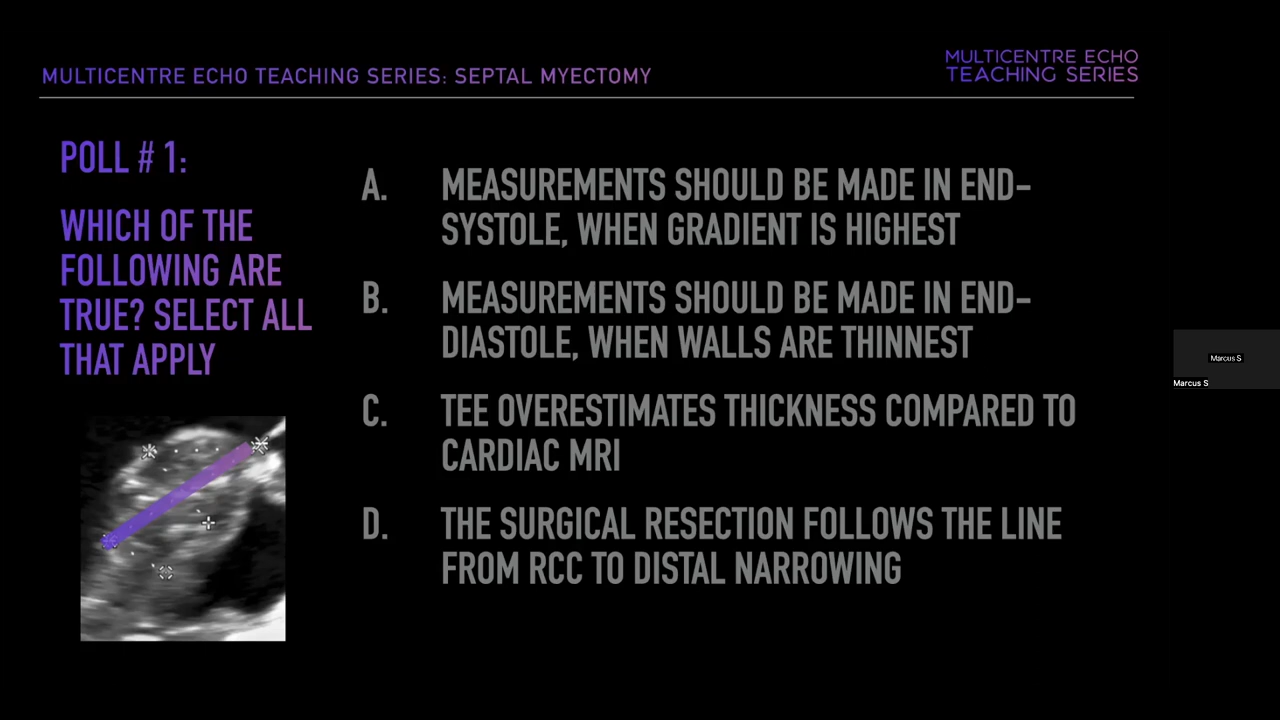 MULTICENTRE ECHO TEACHING SERIES: SEPTAL MYECTOMY
MULTICENTRE ECHO
TEACHING SERIES
POLL # 1:
WHICH OF THE
FOLLOWING ARE
TRUE? SELECT ALL
THAT APPLY
A. MEASUREMENTS SHOULD BE MADE IN END-
SYSTOLE, WHEN GRADIENT IS HIGHEST
B. MEASUREMENTS SHOULD BE MADE IN END-
DIASTOLE, WHEN WALLS ARE THINNEST
C. TEE OVERESTIMATES THICKNESS COMPARED TO
CARDIAC MRI
D. THE SURGICAL RESECTION FOLLOWS THE LINE
FROM RCC TO DISTAL NARROWING
Marcus S
Marcus S